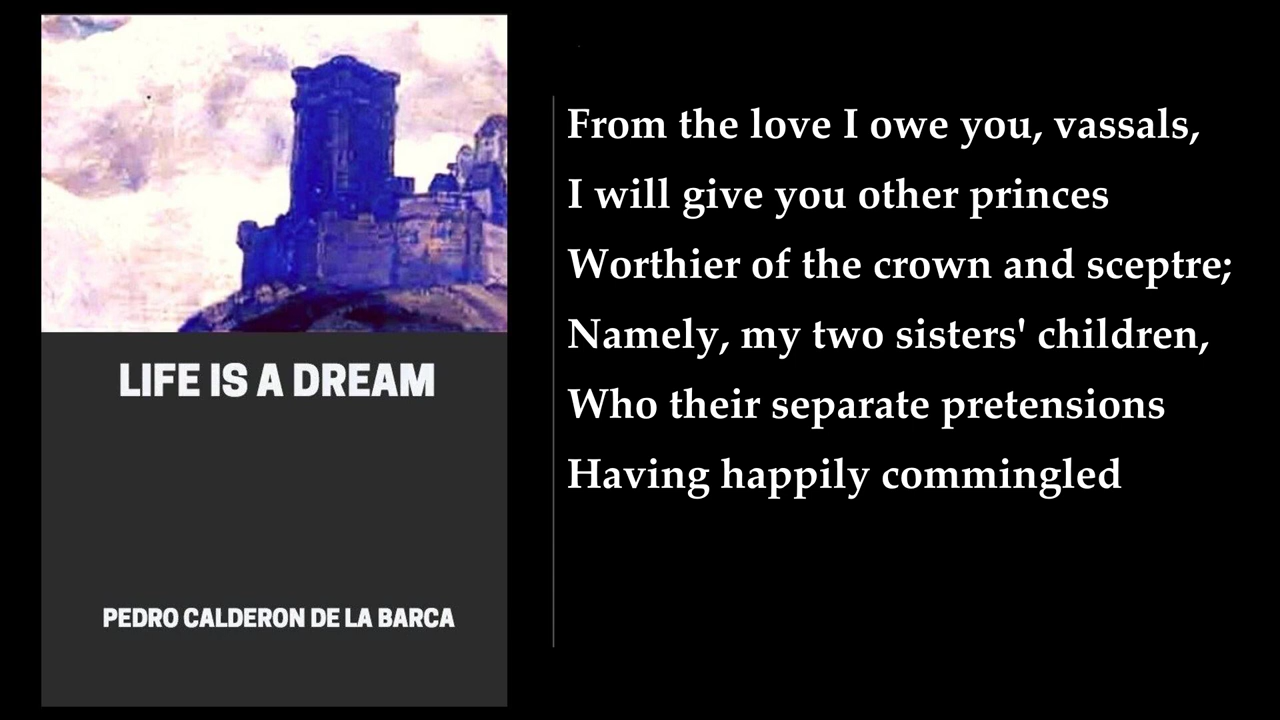 LIFE IS A DREAM
PEDRO CALDERON DE LA BARCA
From the love I owe you, vassals,
I will give you other princes
Worthier of the crown and sceptre;
Namely, my two sisters' children,
Who their separate pretensions
Having happily commingled